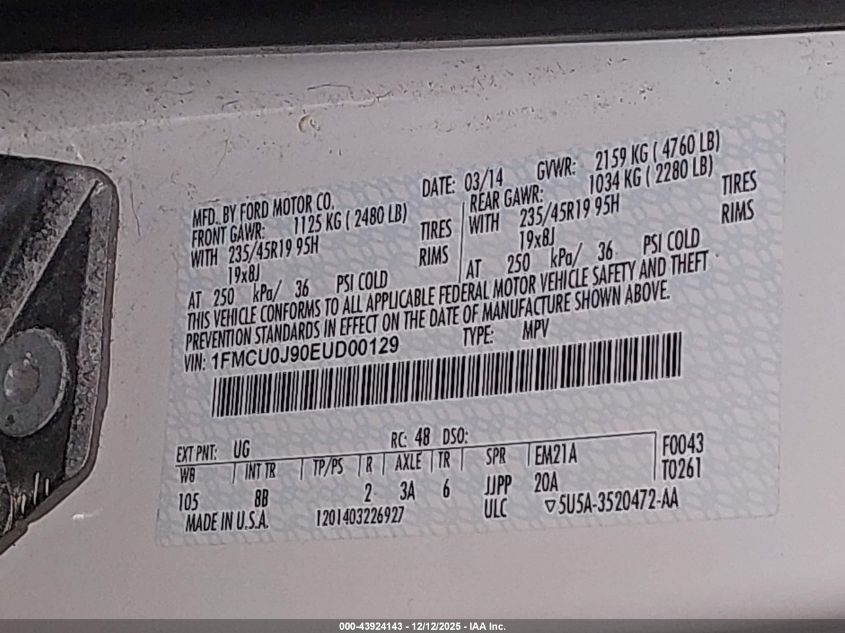 MFD. BY FORD MOTOR CO.
DATE: 03/14 GVWR: 2159 KG ( 4760 LB)
FRONT GAWR: 1125 KG ( 2480 LB) REAR GAWR: 1034 KG ( 2280 LB)
WITH 235/45R19 95H TIRES WITH 235/45R19 95H TIRES
19x8J RIMS 19x8J RIMS
AT 250 kPa/ 36 PSI COLD AT 250 kPa/ 36 PSI COLD
THIS VEHICLE CONFORMS TO ALL APPLICABLE FEDERAL MOTOR VEHICLE SAFETY AND THEFT
PREVENTION STANDARDS IN EFFECT ON THE DATE OF MANUFACTURE SHOWN ABOVE.
VIN: 1FMCU0J90EUD00129 TYPE: MPV
EXT PNT: UG RC: 48 DSO: F0043
WB INT TR TP/PS R AXLE TR SPR EM21A T0261
105 8B 2 3A 6 JJPP 20A
MADE IN U.S.A. 1201403226927 ULC ▽5U5A-3520472-AA
000-43924143 - 12/12/2025 - IAA Inc.